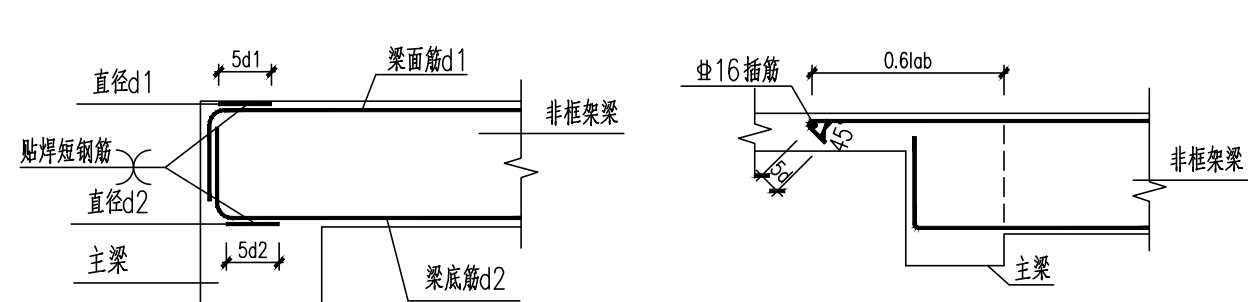 5d1
梁面筋d1
直径d1
非框架梁
贴焊短钢筋
直径d2
主梁
5d2
梁底筋d2
0.6lab
⌽16插筋
45°
5d
非框架梁
主梁